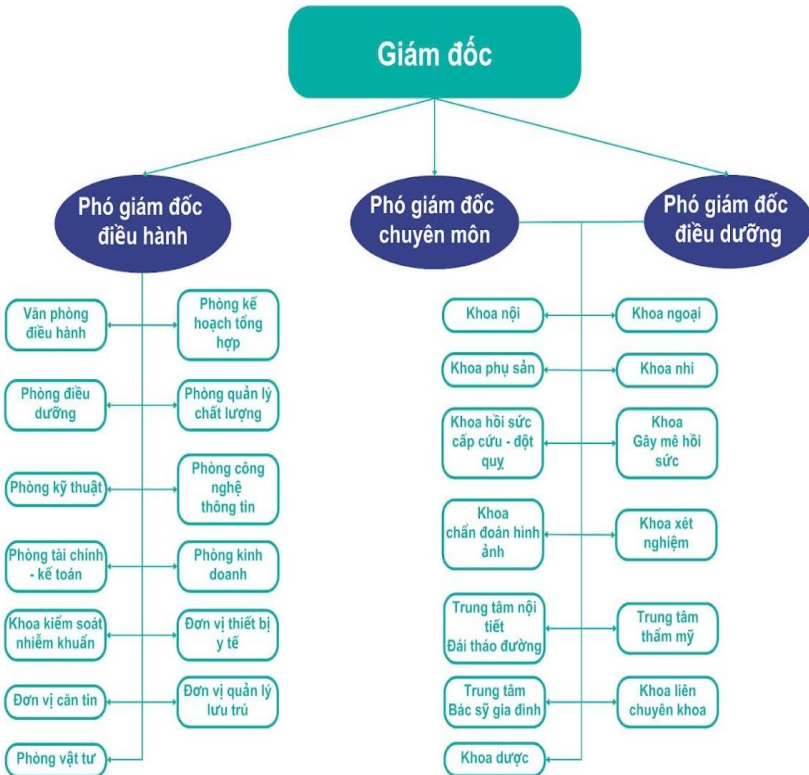 Giám đốc
Phó giám đốc
điều hành
Phó giám đốc
chuyên môn
Phó giám đốc
điều dưỡng
Văn phòng
điều hành
Phòng kế
hoạch tổng
hợp
Phòng điều
dưỡng
Phòng quản lý
chất lượng
Phòng kỹ thuật
Phòng công
nghệ
thông tin
Phòng tài chính
- kế toán
Phòng kinh
doanh
Khoa kiểm soát
nhiễm khuẩn
Đơn vị thiết bị
y tế
Đơn vị căn tin
Đơn vị quản lý
lưu trú
Phòng vật tư
Khoa nội
Khoa ngoại
Khoa phụ sản
Khoa nhi
Khoa hồi sức
cấp cứu - đột
quỵ
Khoa
Gây mê hồi
sức
Khoa
chẩn đoán hình
ảnh
Khoa xét
nghiệm
Trung tâm nội
tiết
Đái tháo đường
Trung tâm
thẩm mỹ
Trung tâm
Bác sỹ gia đình
Khoa liên
chuyên khoa
Khoa dược